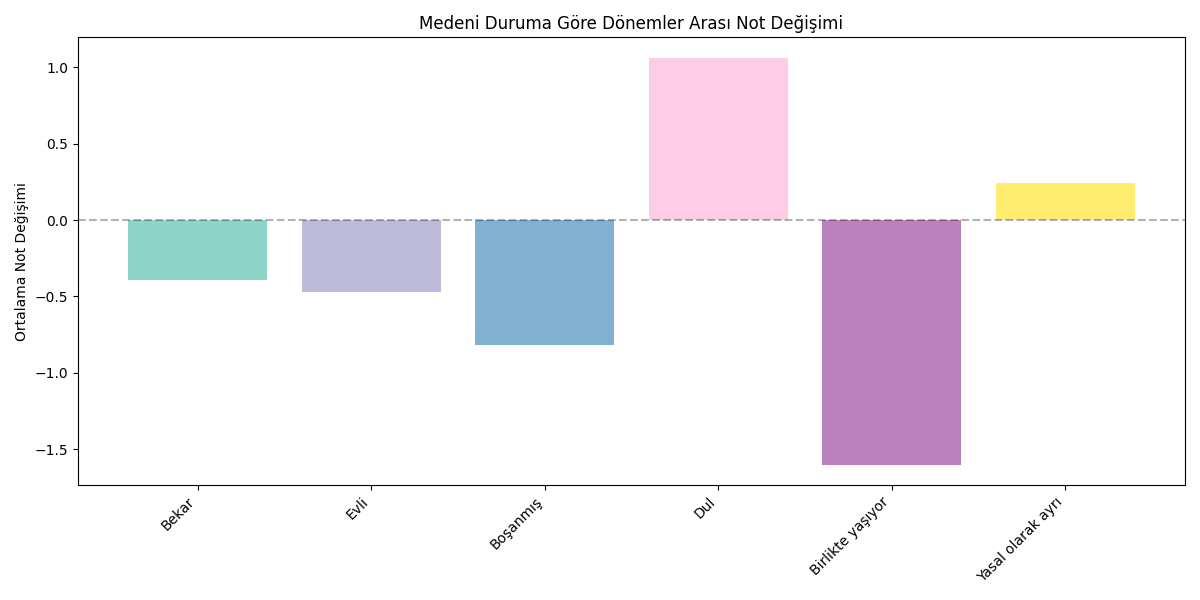 Medeni Duruma Göre Dönemler Arası Not Değişimi
Ortalama Not Değişimi
1.0
0.5
0.0
−0.5
−1.0
−1.5
Bekar
Evli
Boşanmış
Dul
Birlikte yaşıyor
Yasal olarak ayrı